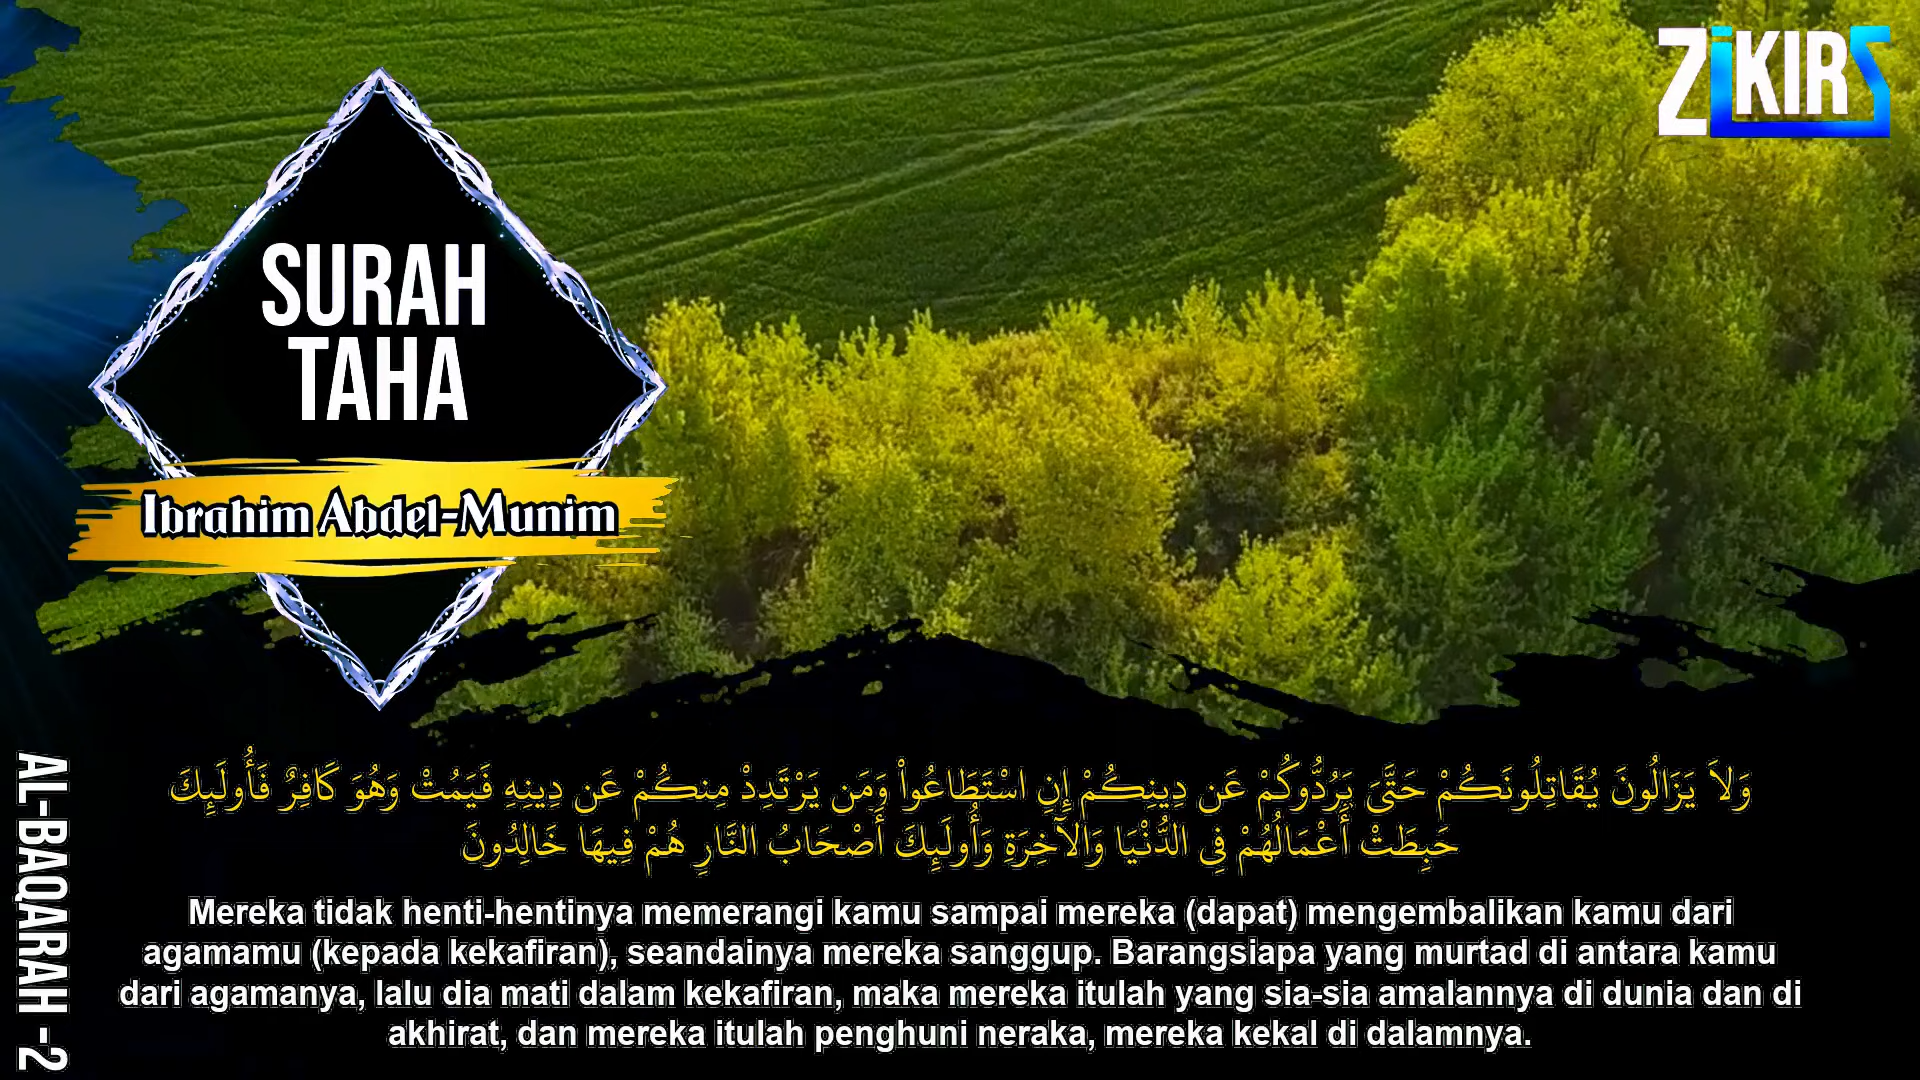 ZiKIRS
SURAH
TAHA
Ibrahim Abdel-Munim
AL-BAQARAH -2
وَلاَ يَزَالُونَ يُقَاتِلُونَكُمْ حَتَّىَ يَرُدُّوكُمْ عَن دِينِكُمْ إِنِ اسْتَطَاعُواْ وَمَن يَرْتَدِدْ مِنكُمْ عَن دِينِهِ فَيَمُتْ وَهُوَ كَافِرٌ فَأُولَـئِكَ
حَبِطَتْ أَعْمَالُهُمْ فِي الدُّنْيَا وَالآخِرَةِ وَأُولَـئِكَ أَصْحَابُ النَّارِ هُمْ فِيهَا خَالِدُونَ
Mereka tidak henti-hentinya memerangi kamu sampai mereka (dapat) mengembalikan kamu dari
agamamu (kepada kekafiran), seandainya mereka sanggup. Barangsiapa yang murtad di antara kamu
dari agamanya, lalu dia mati dalam kekafiran, maka mereka itulah yang sia-sia amalannya di dunia dan di
akhirat, dan mereka itulah penghuni neraka, mereka kekal di dalamnya.